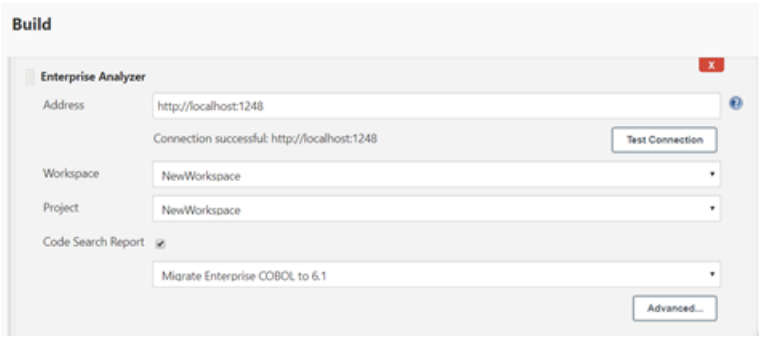 Build
X
Enterprise Analyzer
Address http://localhost:1248
Connection successful: http://localhost:1248 Test Connection
Workspace NewWorkspace
Project NewWorkspace
Code Search Report
Migrate Enterprise COBOL to 6.1
Advanced...